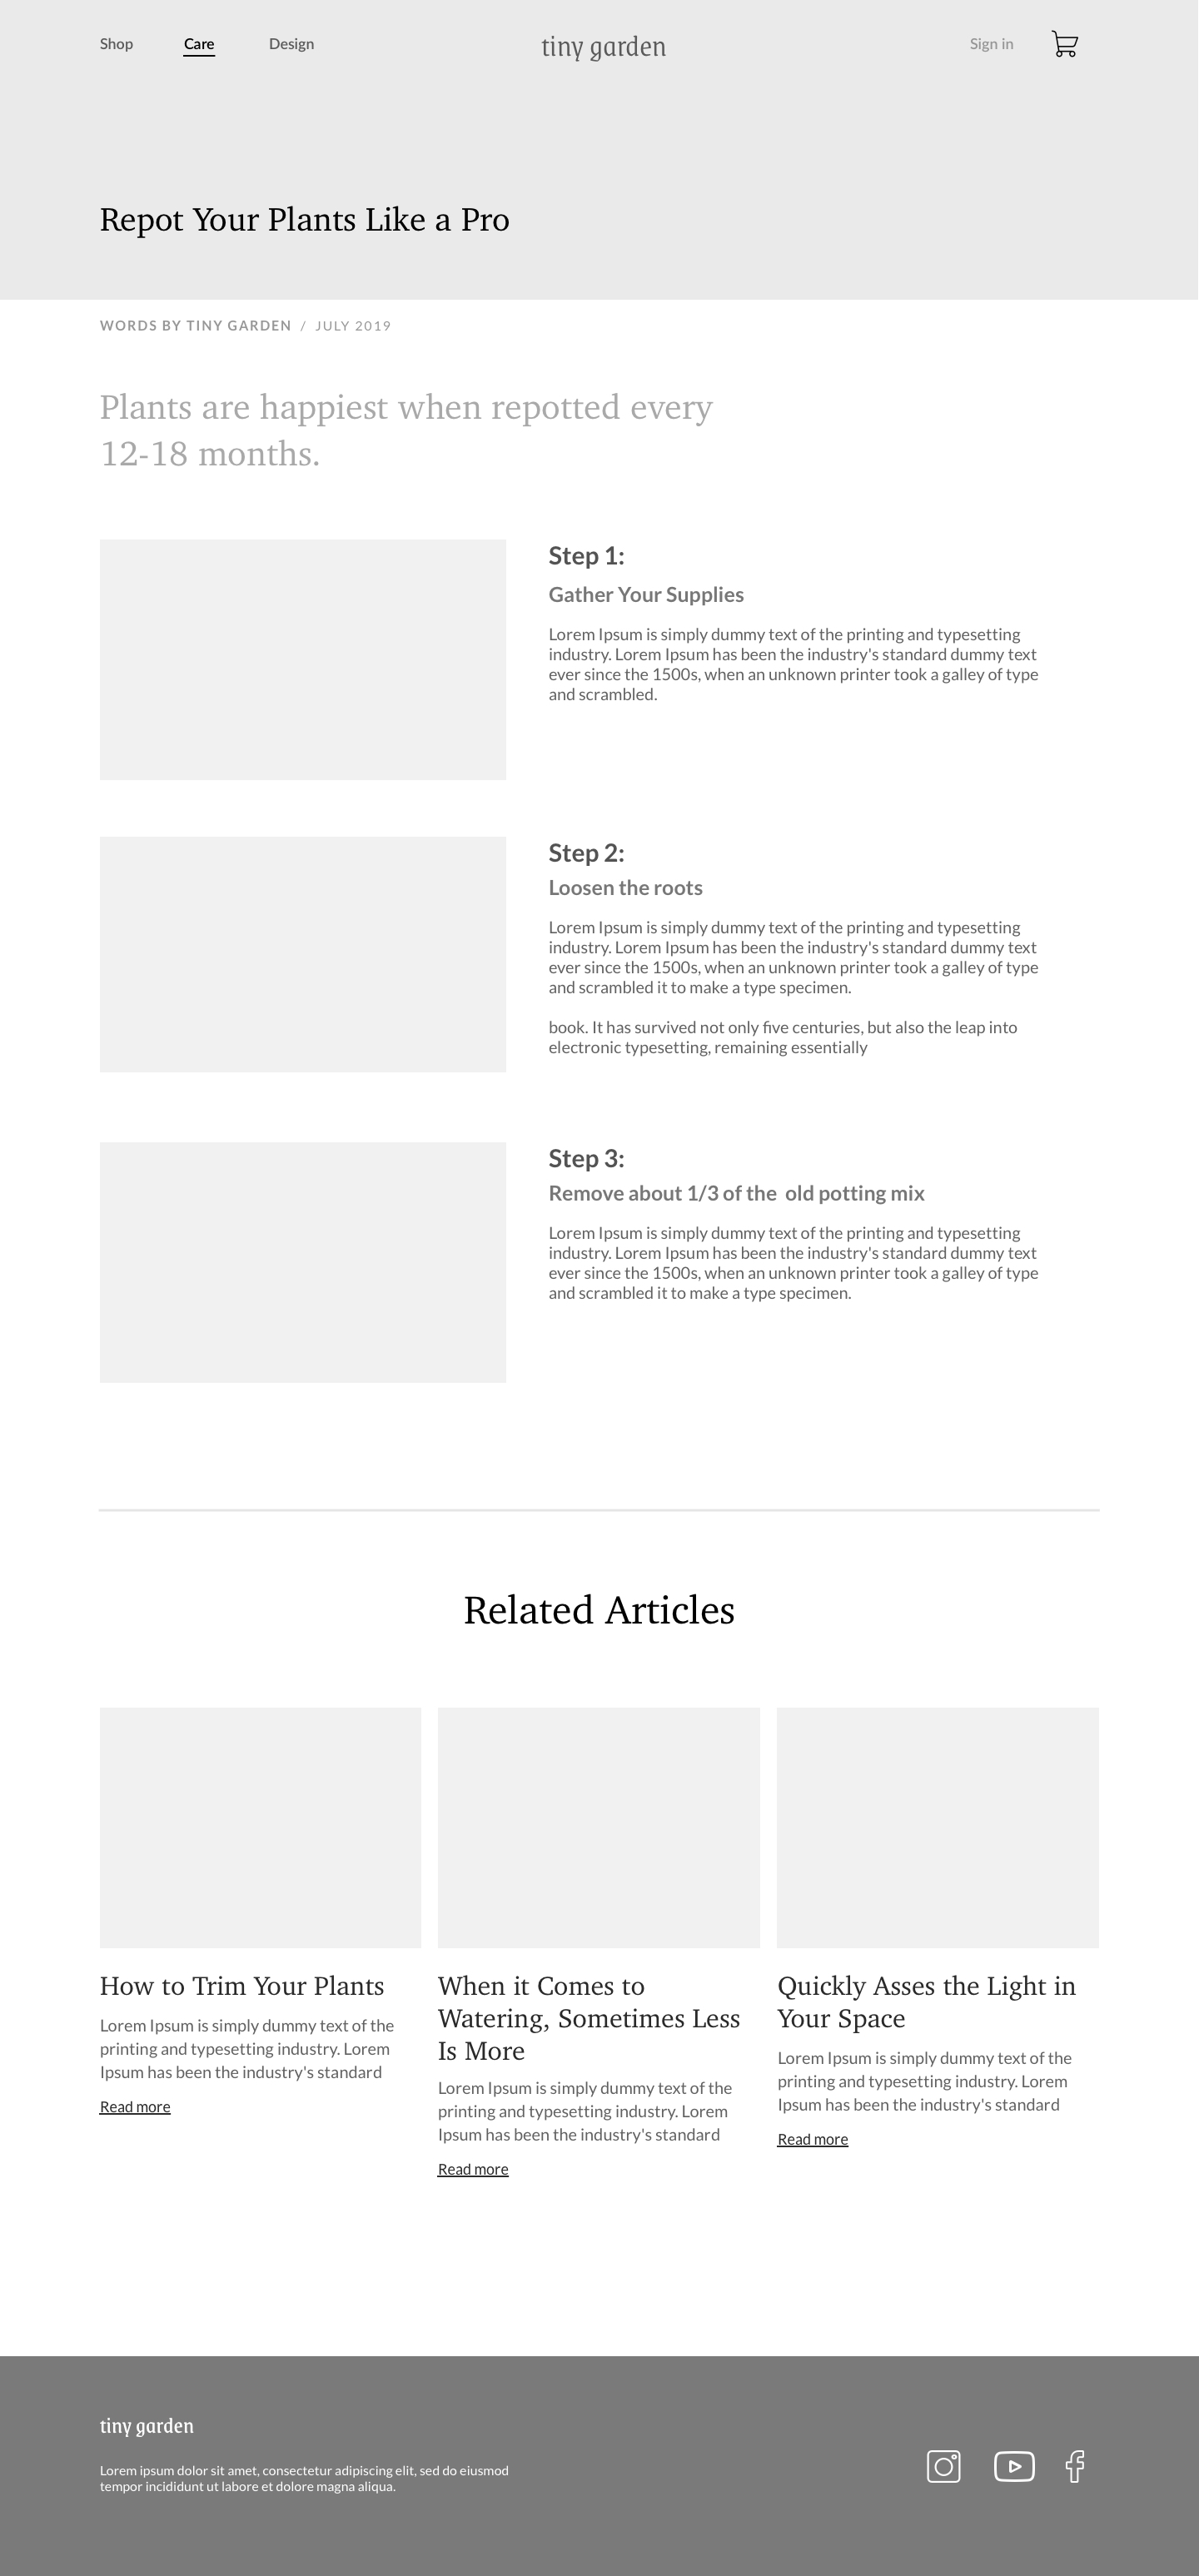 Shop Care Design tiny garden Sign in
Repot Your Plants Like a Pro
WORDS BY TINY GARDEN / JULY 2019
Plants are happiest when repotted every
12-18 months.
Step 1:
Gather Your Supplies
Lorem Ipsum is simply dummy text of the printing and typesetting
industry. Lorem Ipsum has been the industry's standard dummy text
ever since the 1500s, when an unknown printer took a galley of type
and scrambled.
Step 2:
Loosen the roots
Lorem Ipsum is simply dummy text of the printing and typesetting
industry. Lorem Ipsum has been the industry's standard dummy text
ever since the 1500s, when an unknown printer took a galley of type
and scrambled it to make a type specimen.
book. It has survived not only five centuries, but also the leap into
electronic typesetting, remaining essentially
Step 3:
Remove about 1/3 of the  old potting mix
Lorem Ipsum is simply dummy text of the printing and typesetting
industry. Lorem Ipsum has been the industry's standard dummy text
ever since the 1500s, when an unknown printer took a galley of type
and scrambled it to make a type specimen.
Related Articles
How to Trim Your Plants
Lorem Ipsum is simply dummy text of the
printing and typesetting industry. Lorem
Ipsum has been the industry's standard
Read more
When it Comes to
Watering, Sometimes Less
Is More
Lorem Ipsum is simply dummy text of the
printing and typesetting industry. Lorem
Ipsum has been the industry's standard
Read more
Quickly Asses the Light in
Your Space
Lorem Ipsum is simply dummy text of the
printing and typesetting industry. Lorem
Ipsum has been the industry's standard
Read more
tiny garden
Lorem ipsum dolor sit amet, consectetur adipiscing elit, sed do eiusmod
tempor incididunt ut labore et dolore magna aliqua.